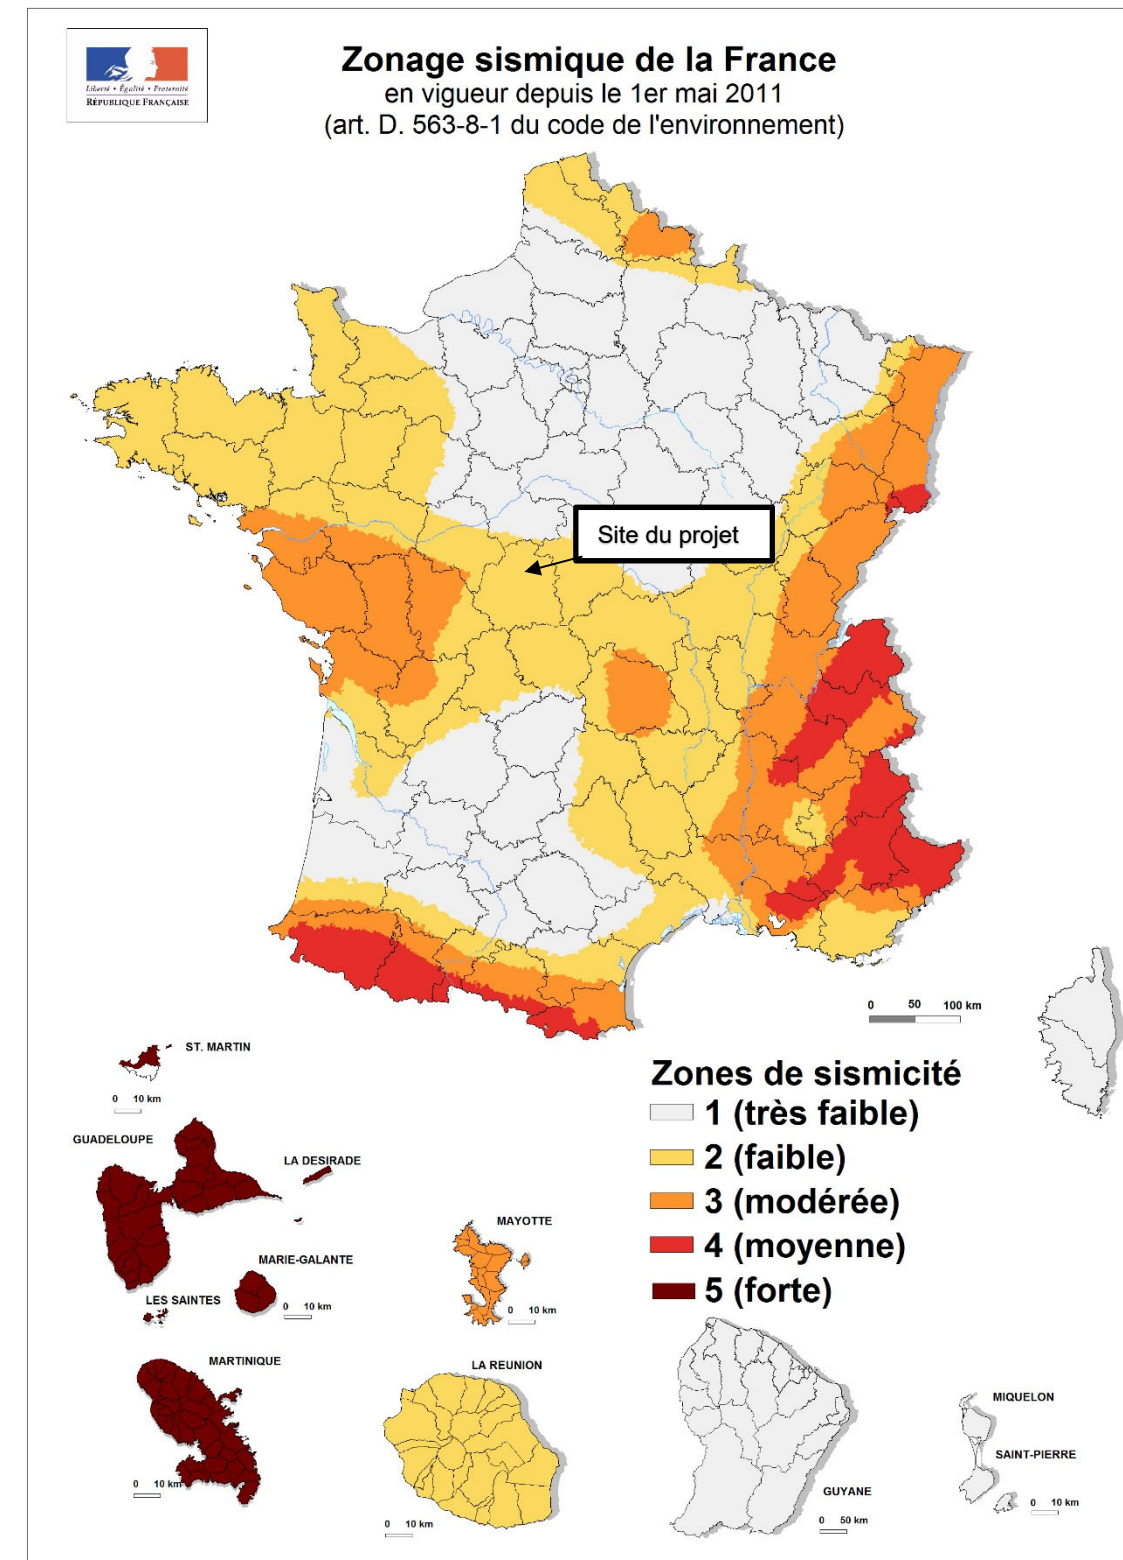 Liberté • Égalité • Fraternité
RÉPUBLIQUE FRANÇAISE
Zonage sismique de la France
en vigueur depuis le 1er mai 2011
(art. D. 563-8-1 du code de l'environnement)
Site du projet
0 50 100 km
ST. MARTIN
0 10 km
GUADELOUPE
LA DESIRADE
MARIE-GALANTE
LES SAINTES
0 10 km
MAYOTTE
0 10 km
Zones de sismicité
1 (très faible)
2 (faible)
3 (modérée)
4 (moyenne)
5 (forte)
MARTINIQUE
0 10 km
LA REUNION
0 10 km
GUYANE
0 50 km
MIQUELON
SAINT-PIERRE
0 10 km